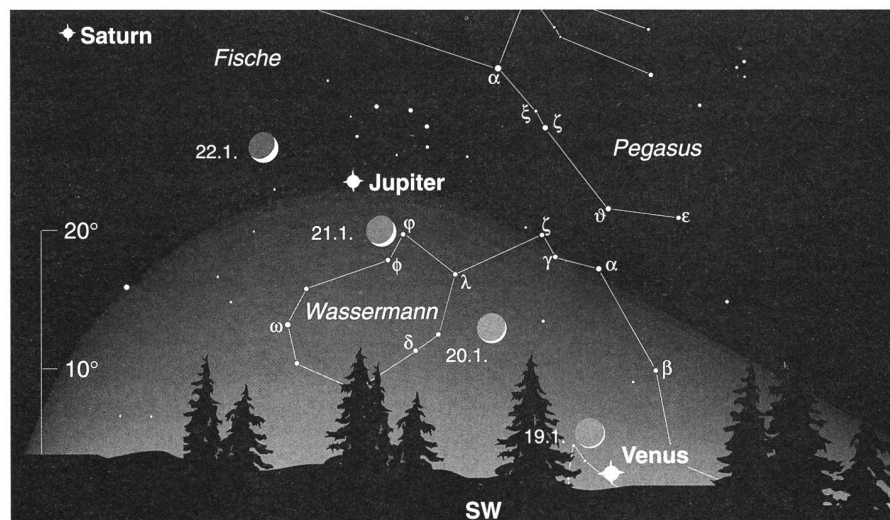 Saturn
Fische
α
ξ ζ
22.1.
Pegasus
Jupiter
ϑ ε
20°
21.1.
φ
ζ
ϕ
γ α
λ
Wassermann
ω
δ
20.1.
10°
β
19.1.
Venus
SW